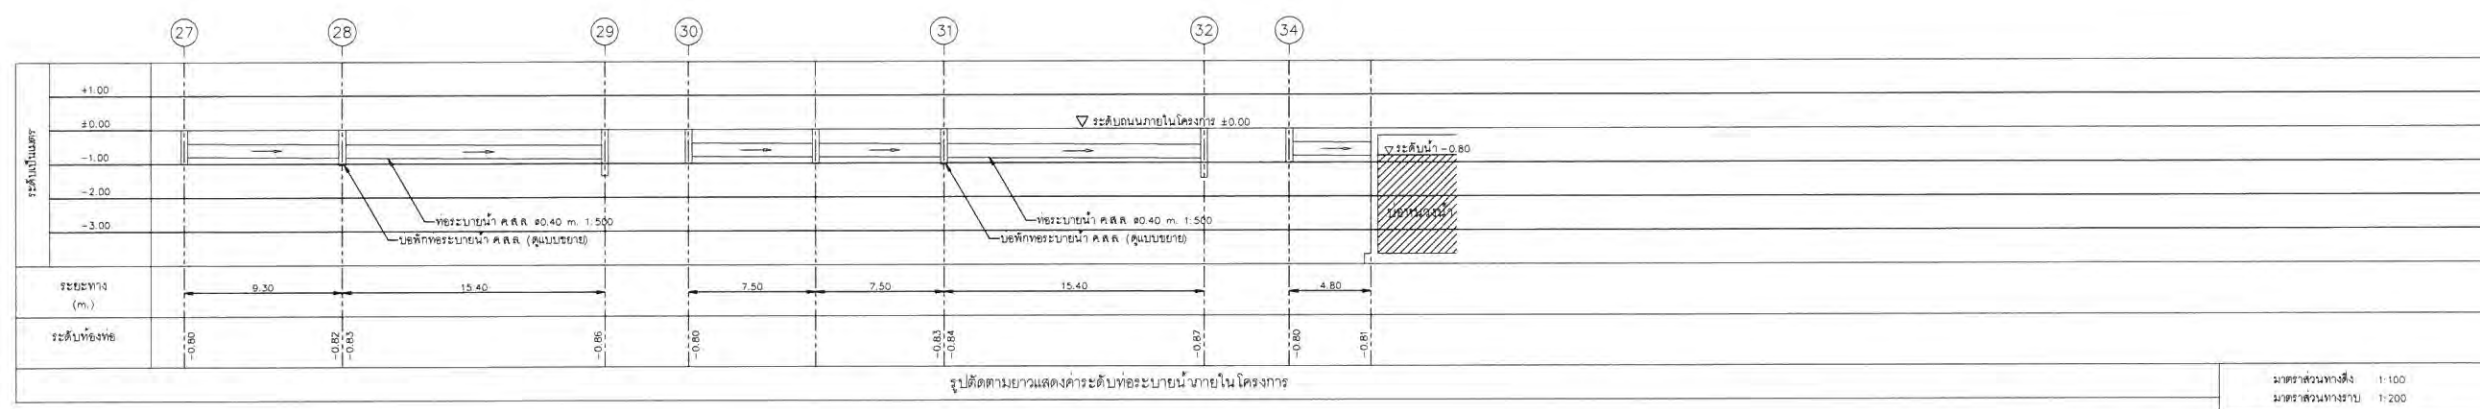 27 28 29 30 31 32 34
ระดับเป็นเมตร
+1.00
±0.00
-1.00
-2.00
-3.00
ระดับถนนภายในโครงการ ±0.00
ระดับน้ำ -0.80
บ่อหน่วงน้ำ
ท่อระบายน้ำ ค.ส.ล. ø0.40 m. 1:500
บ่อพักท่อระบายน้ำ ค.ส.ล. (ดูแบบขยาย)
ท่อระบายน้ำ ค.ส.ล. ø0.40 m. 1:500
บ่อพักท่อระบายน้ำ ค.ส.ล. (ดูแบบขยาย)
ระยะทาง
(m.)
9.30 15.40 7.50 7.50 15.40 4.80
ระดับท้องท่อ
-0.80 -0.82 -0.83 -0.86 -0.80 -0.83 -0.84 -0.87 -0.80 -0.81
รูปตัดตามยาวแสดงค่าระดับท่อระบายน้ำภายในโครงการ
มาตราส่วนทางดิ่ง 1:100
มาตราส่วนทางราบ 1:200